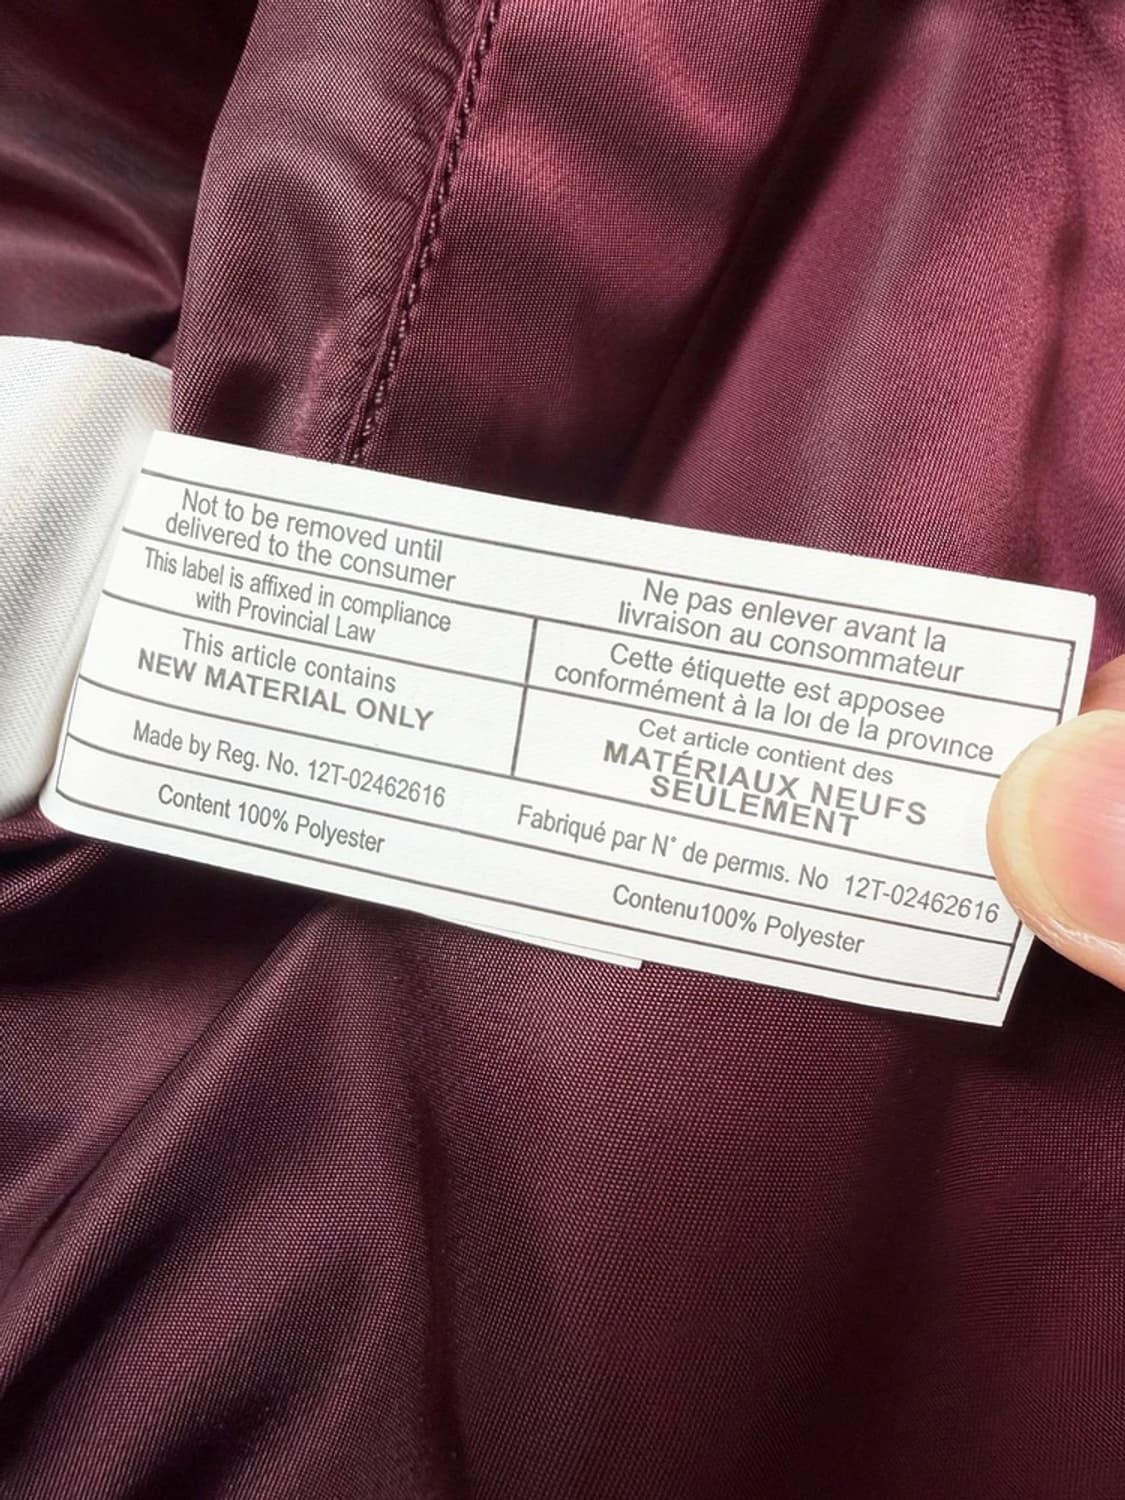 Not to be removed until
delivered to the consumer
Ne pas enlever avant la
livraison au consommateur
This label is affixed in compliance
with Provincial Law
Cette étiquette est apposee
conformément à la loi de la province
This article contains
NEW MATERIAL ONLY
Cet article contient des
MATÉRIAUX NEUFS
SEULEMENT
Made by Reg. No. 12T-02462616
Fabriqué par N° de permis. No 12T-02462616
Content 100% Polyester
Contenu100% Polyester